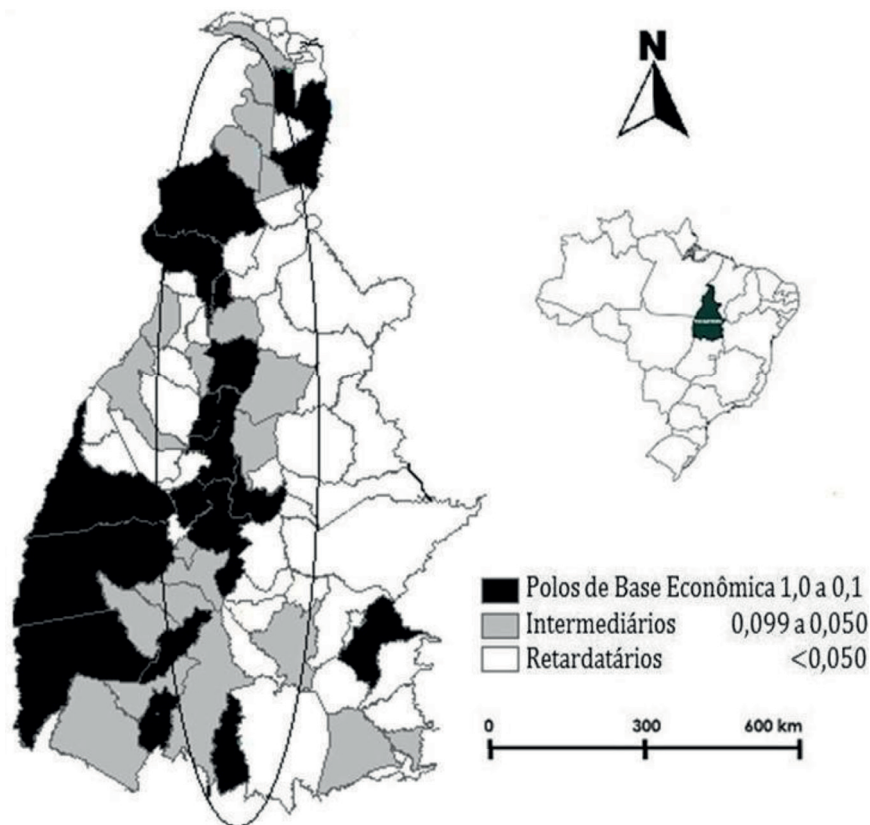 N
Polos de Base Econômica 1,0 a 0,1
Intermediários 0,099 a 0,050
Retardatários <0,050
0 300 600 km